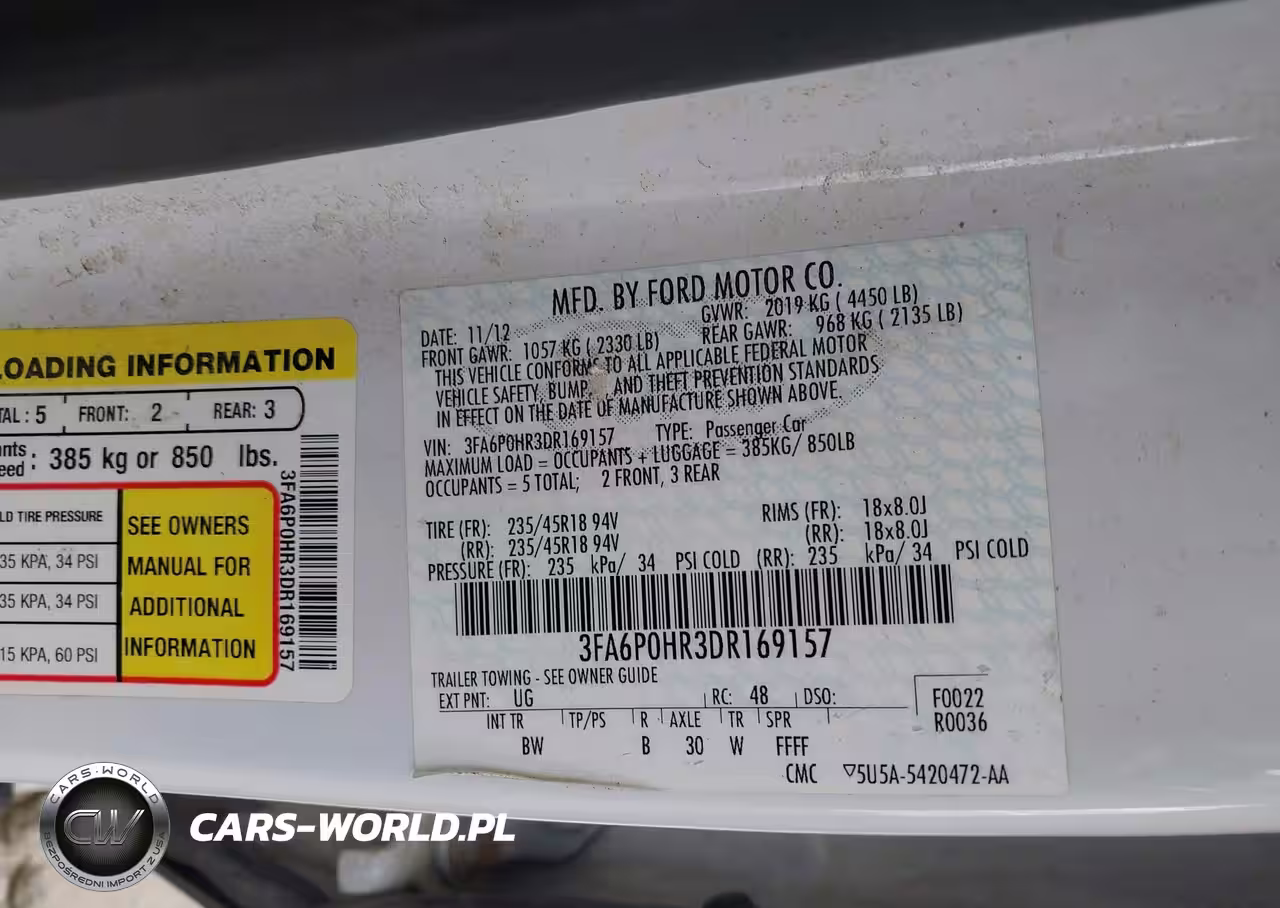 LOADING INFORMATION
TAL : 5 FRONT: 2 REAR: 3
nts
eed : 385 kg or 850 lbs.
LD TIRE PRESSURE
35 KPA, 34 PSI
35 KPA, 34 PSI
15 KPA, 60 PSI
SEE OWNERS
MANUAL FOR
ADDITIONAL
INFORMATION
3FA6P0HR3DR169157
MFD. BY FORD MOTOR CO.
DATE: 11/12 GVWR: 2019 KG ( 4450 LB)
FRONT GAWR: 1057 KG ( 2330 LB) REAR GAWR: 968 KG ( 2135 LB)
THIS VEHICLE CONFORMS TO ALL APPLICABLE FEDERAL MOTOR
VEHICLE SAFETY, BUMP AND THEFT PREVENTION STANDARDS
IN EFFECT ON THE DATE OF MANUFACTURE SHOWN ABOVE.
VIN: 3FA6P0HR3DR169157 TYPE: Passenger Car
MAXIMUM LOAD = OCCUPANTS + LUGGAGE = 385KG/ 850LB
OCCUPANTS = 5 TOTAL; 2 FRONT, 3 REAR
TIRE (FR): 235/45R18 94V RIMS (FR): 18x8.0J
(RR): 235/45R18 94V (RR): 18x8.0J
PRESSURE (FR): 235 kPa/ 34 PSI COLD (RR): 235 kPa/ 34 PSI COLD
3FA6P0HR3DR169157
TRAILER TOWING - SEE OWNER GUIDE
EXT PNT: UG RC: 48 DSO: F0022
INT TR TP/PS R AXLE TR SPR R0036
BW B 30 W FFFF
CMC ▽5U5A-5420472-AA
CARS-WORLD
CW
BEZPOŚREDNI IMPORT Z USA
CARS-WORLD.PL